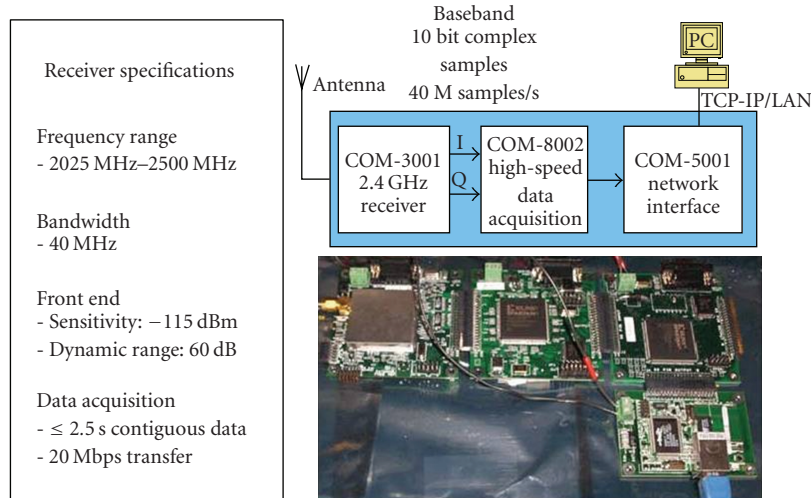 Receiver specifications
Frequency range
- 2025 MHz–2500 MHz
Bandwidth
- 40 MHz
Front end
- Sensitivity: −115 dBm
- Dynamic range: 60 dB
Data acquisition
- ≤ 2.5 s contiguous data
- 20 Mbps transfer
Baseband
10 bit complex
samples
40 M samples/s
Antenna
PC
TCP-IP/LAN
COM-3001
2.4 GHz
receiver
I
Q
COM-8002
high-speed
data
acquisition
COM-5001
network
interface